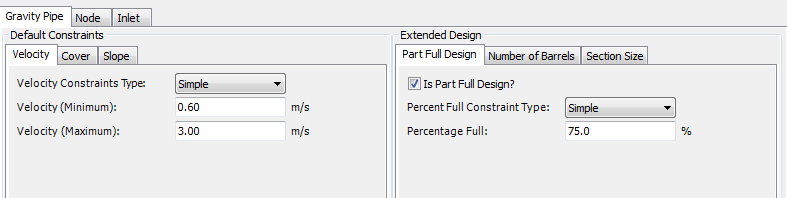 Gravity Pipe Node Inlet
Default Constraints Extended Design
Velocity Cover Slope Part Full Design Number of Barrels Section Size
Velocity Constraints Type: Simple Is Part Full Design?
Velocity (Minimum): 0.60 m/s Percent Full Constraint Type: Simple
Velocity (Maximum): 3.00 m/s Percentage Full: 75.0 %